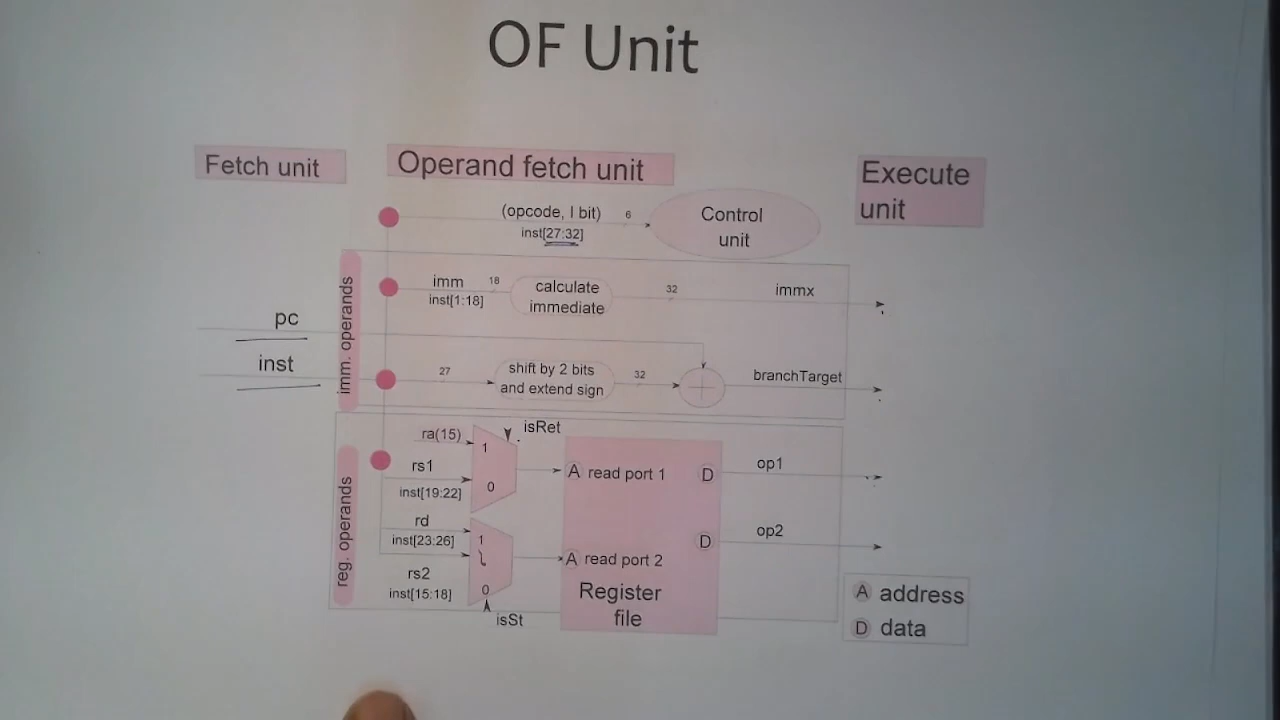 OF Unit
Fetch unit
Operand fetch unit
Execute
unit
(opcode, I bit)
6
inst[27:32]
Control
unit
imm. operands
imm
18
inst[1:18]
calculate
immediate
32
immx
pc
inst
27
shift by 2 bits
and extend sign
32
branchTarget
reg. operands
isRet
ra(15)
1
rs1
0
inst[19:22]
A read port 1
D
op1
rd
1
inst[23:26]
rs2
0
inst[15:18]
isSt
A read port 2
D
op2
Register
file
A address
D data